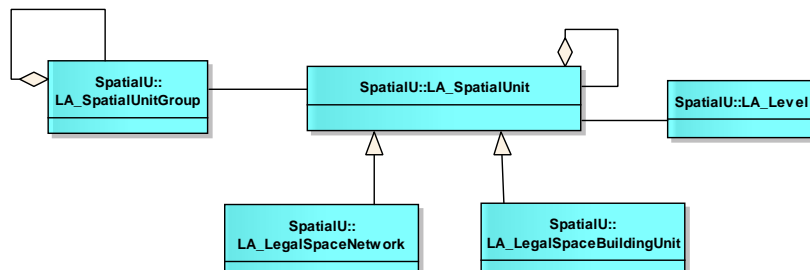 SpatialU::
LA_SpatialUnitGroup
SpatialU::LA_SpatialUnit
SpatialU::LA_Level
SpatialU::
LA_LegalSpaceNetwork
SpatialU::
LA_LegalSpaceBuildingUnit